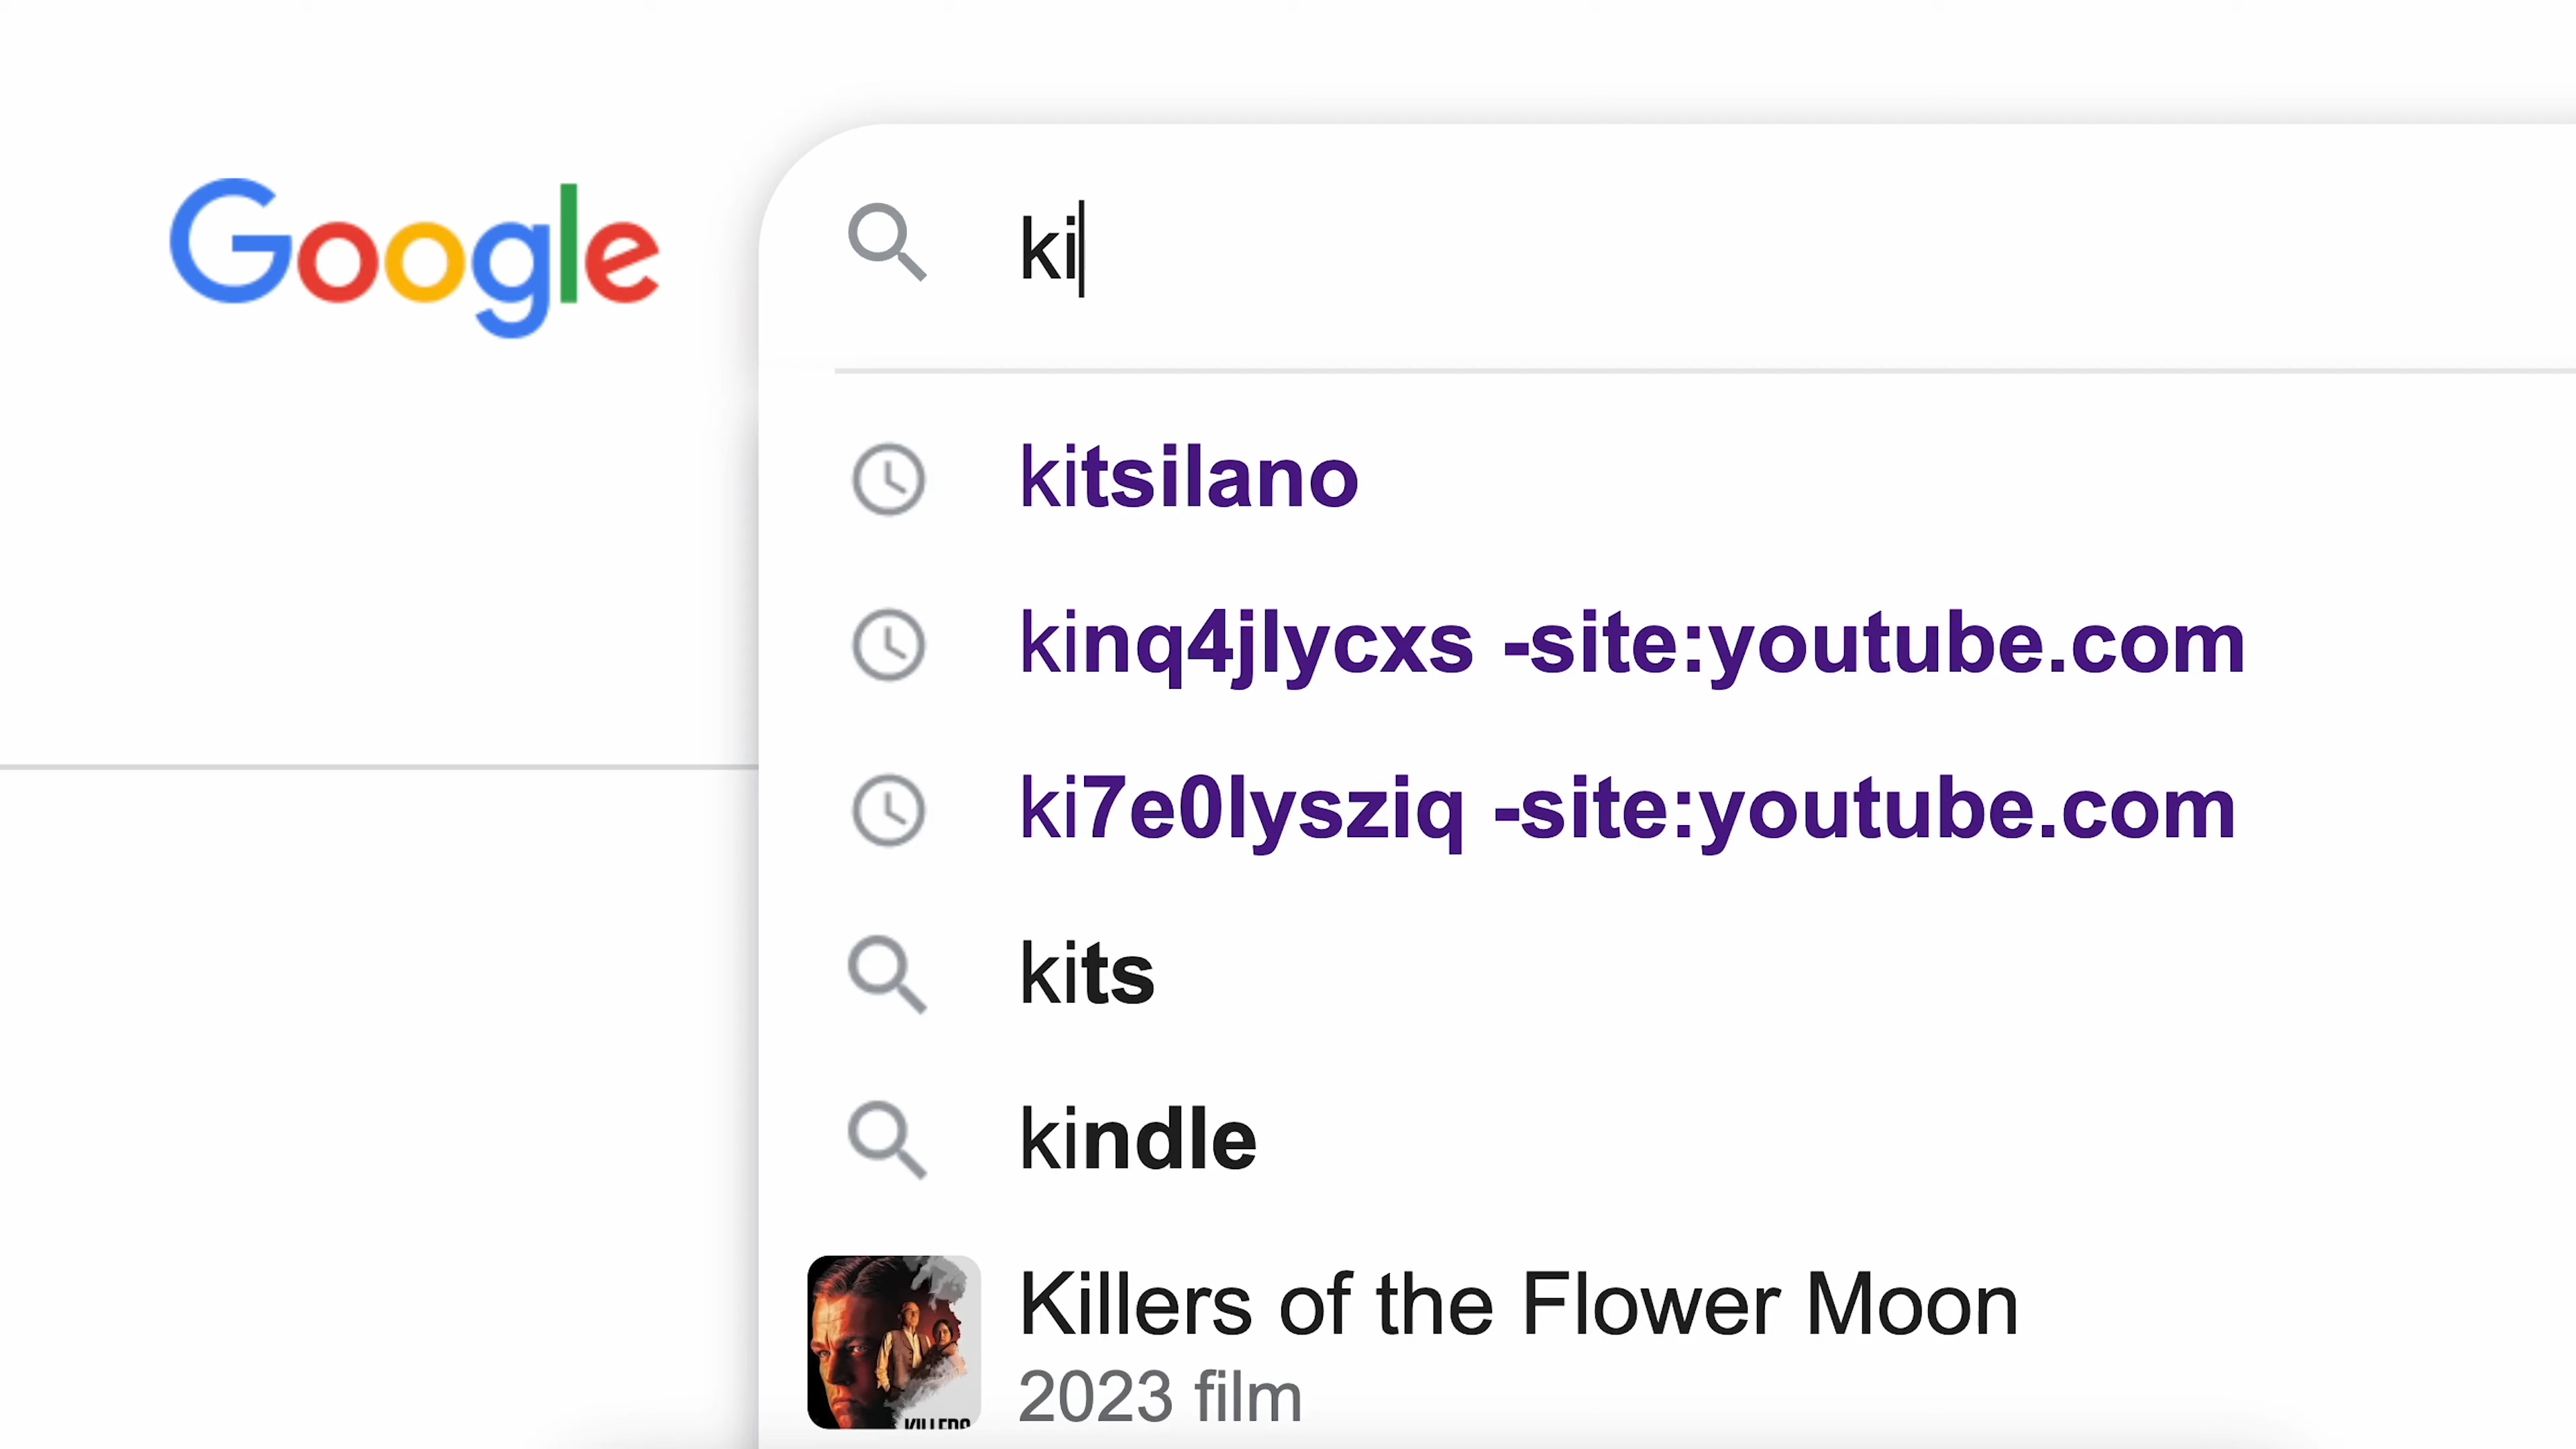 Google
ki
kitsilano
kinq4jlycxs -site:youtube.com
ki7e0lysziq -site:youtube.com
kits
kindle
Killers of the Flower Moon
2023 film
KILLERS